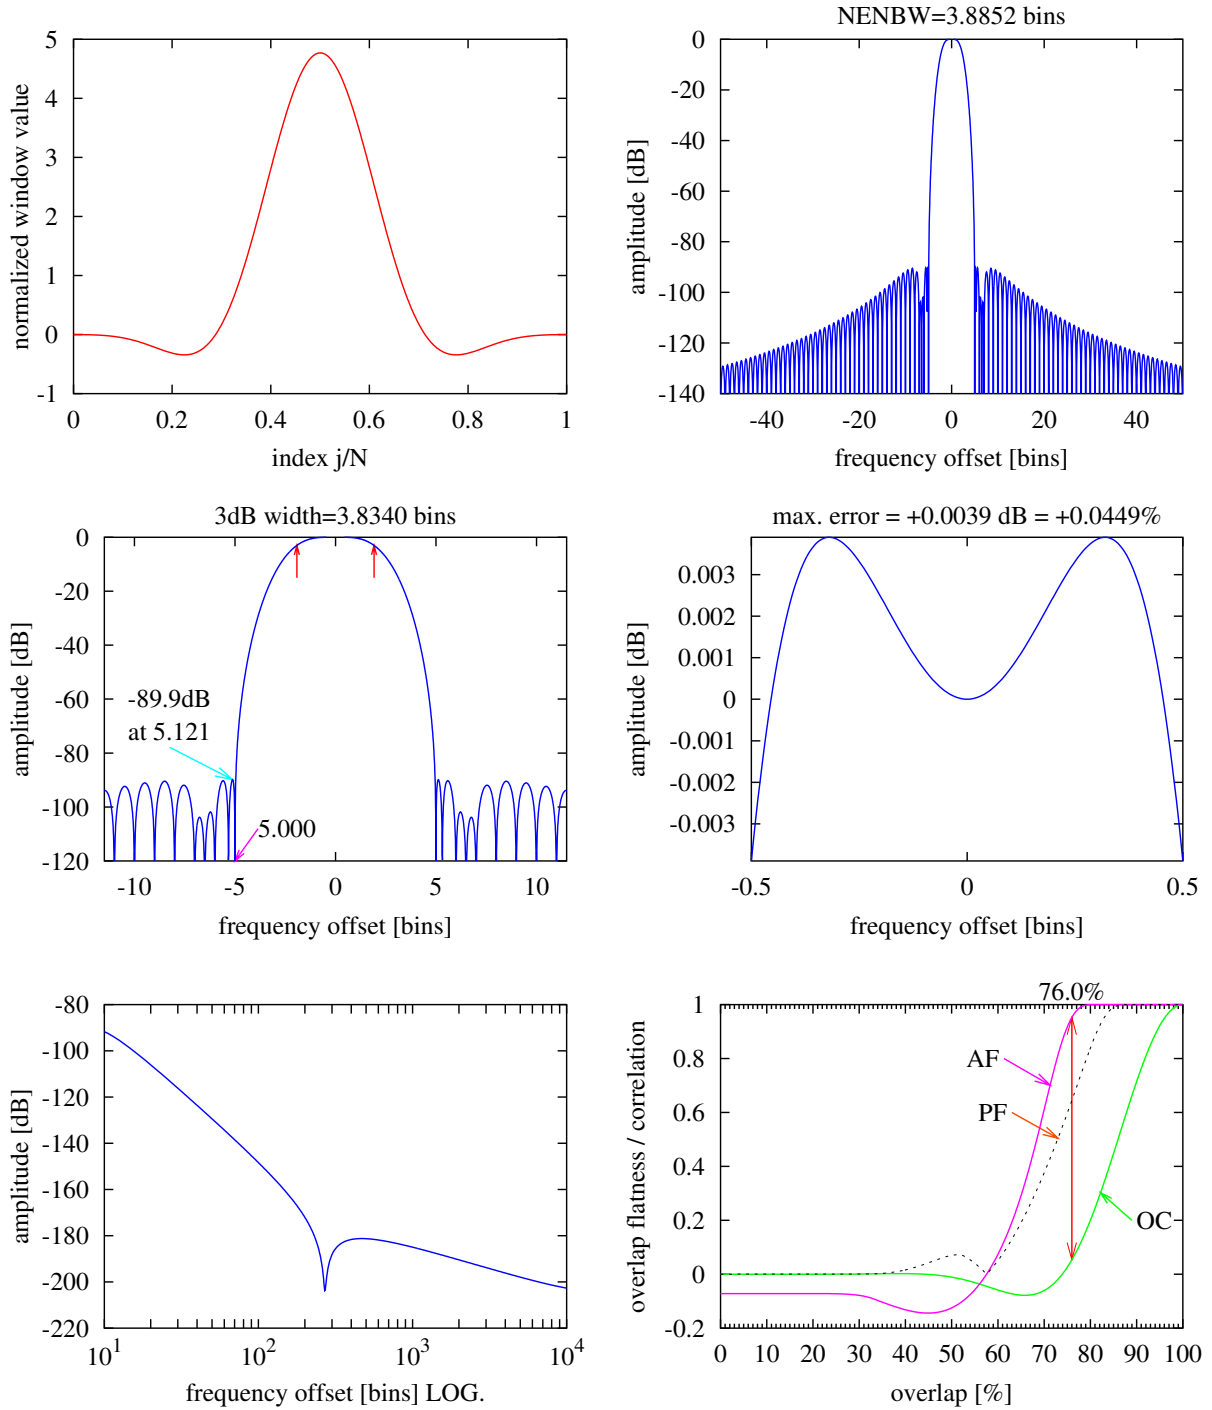 NENBW=3.8852 bins
normalized window value
5
4
3
2
1
0
-1
0 0.2 0.4 0.6 0.8 1
index j/N
amplitude [dB]
0
-20
-40
-60
-80
-100
-120
-140
-40 -20 0 20 40
frequency offset [bins]
3dB width=3.8340 bins
amplitude [dB]
0
-20
-40
-60
-80
-100
-120
-89.9dB
at 5.121
5.000
-10 -5 0 5 10
frequency offset [bins]
max. error = +0.0039 dB = +0.0449%
amplitude [dB]
0.003
0.002
0.001
0
-0.001
-0.002
-0.003
-0.5 0 0.5
frequency offset [bins]
amplitude [dB]
-80
-100
-120
-140
-160
-180
-200
-220
10^1 10^2 10^3 10^4
frequency offset [bins] LOG.
76.0%
overlap flatness / correlation
1
0.8
0.6
0.4
0.2
0
-0.2
AF
PF
OC
0 10 20 30 40 50 60 70 80 90 100
overlap [%]